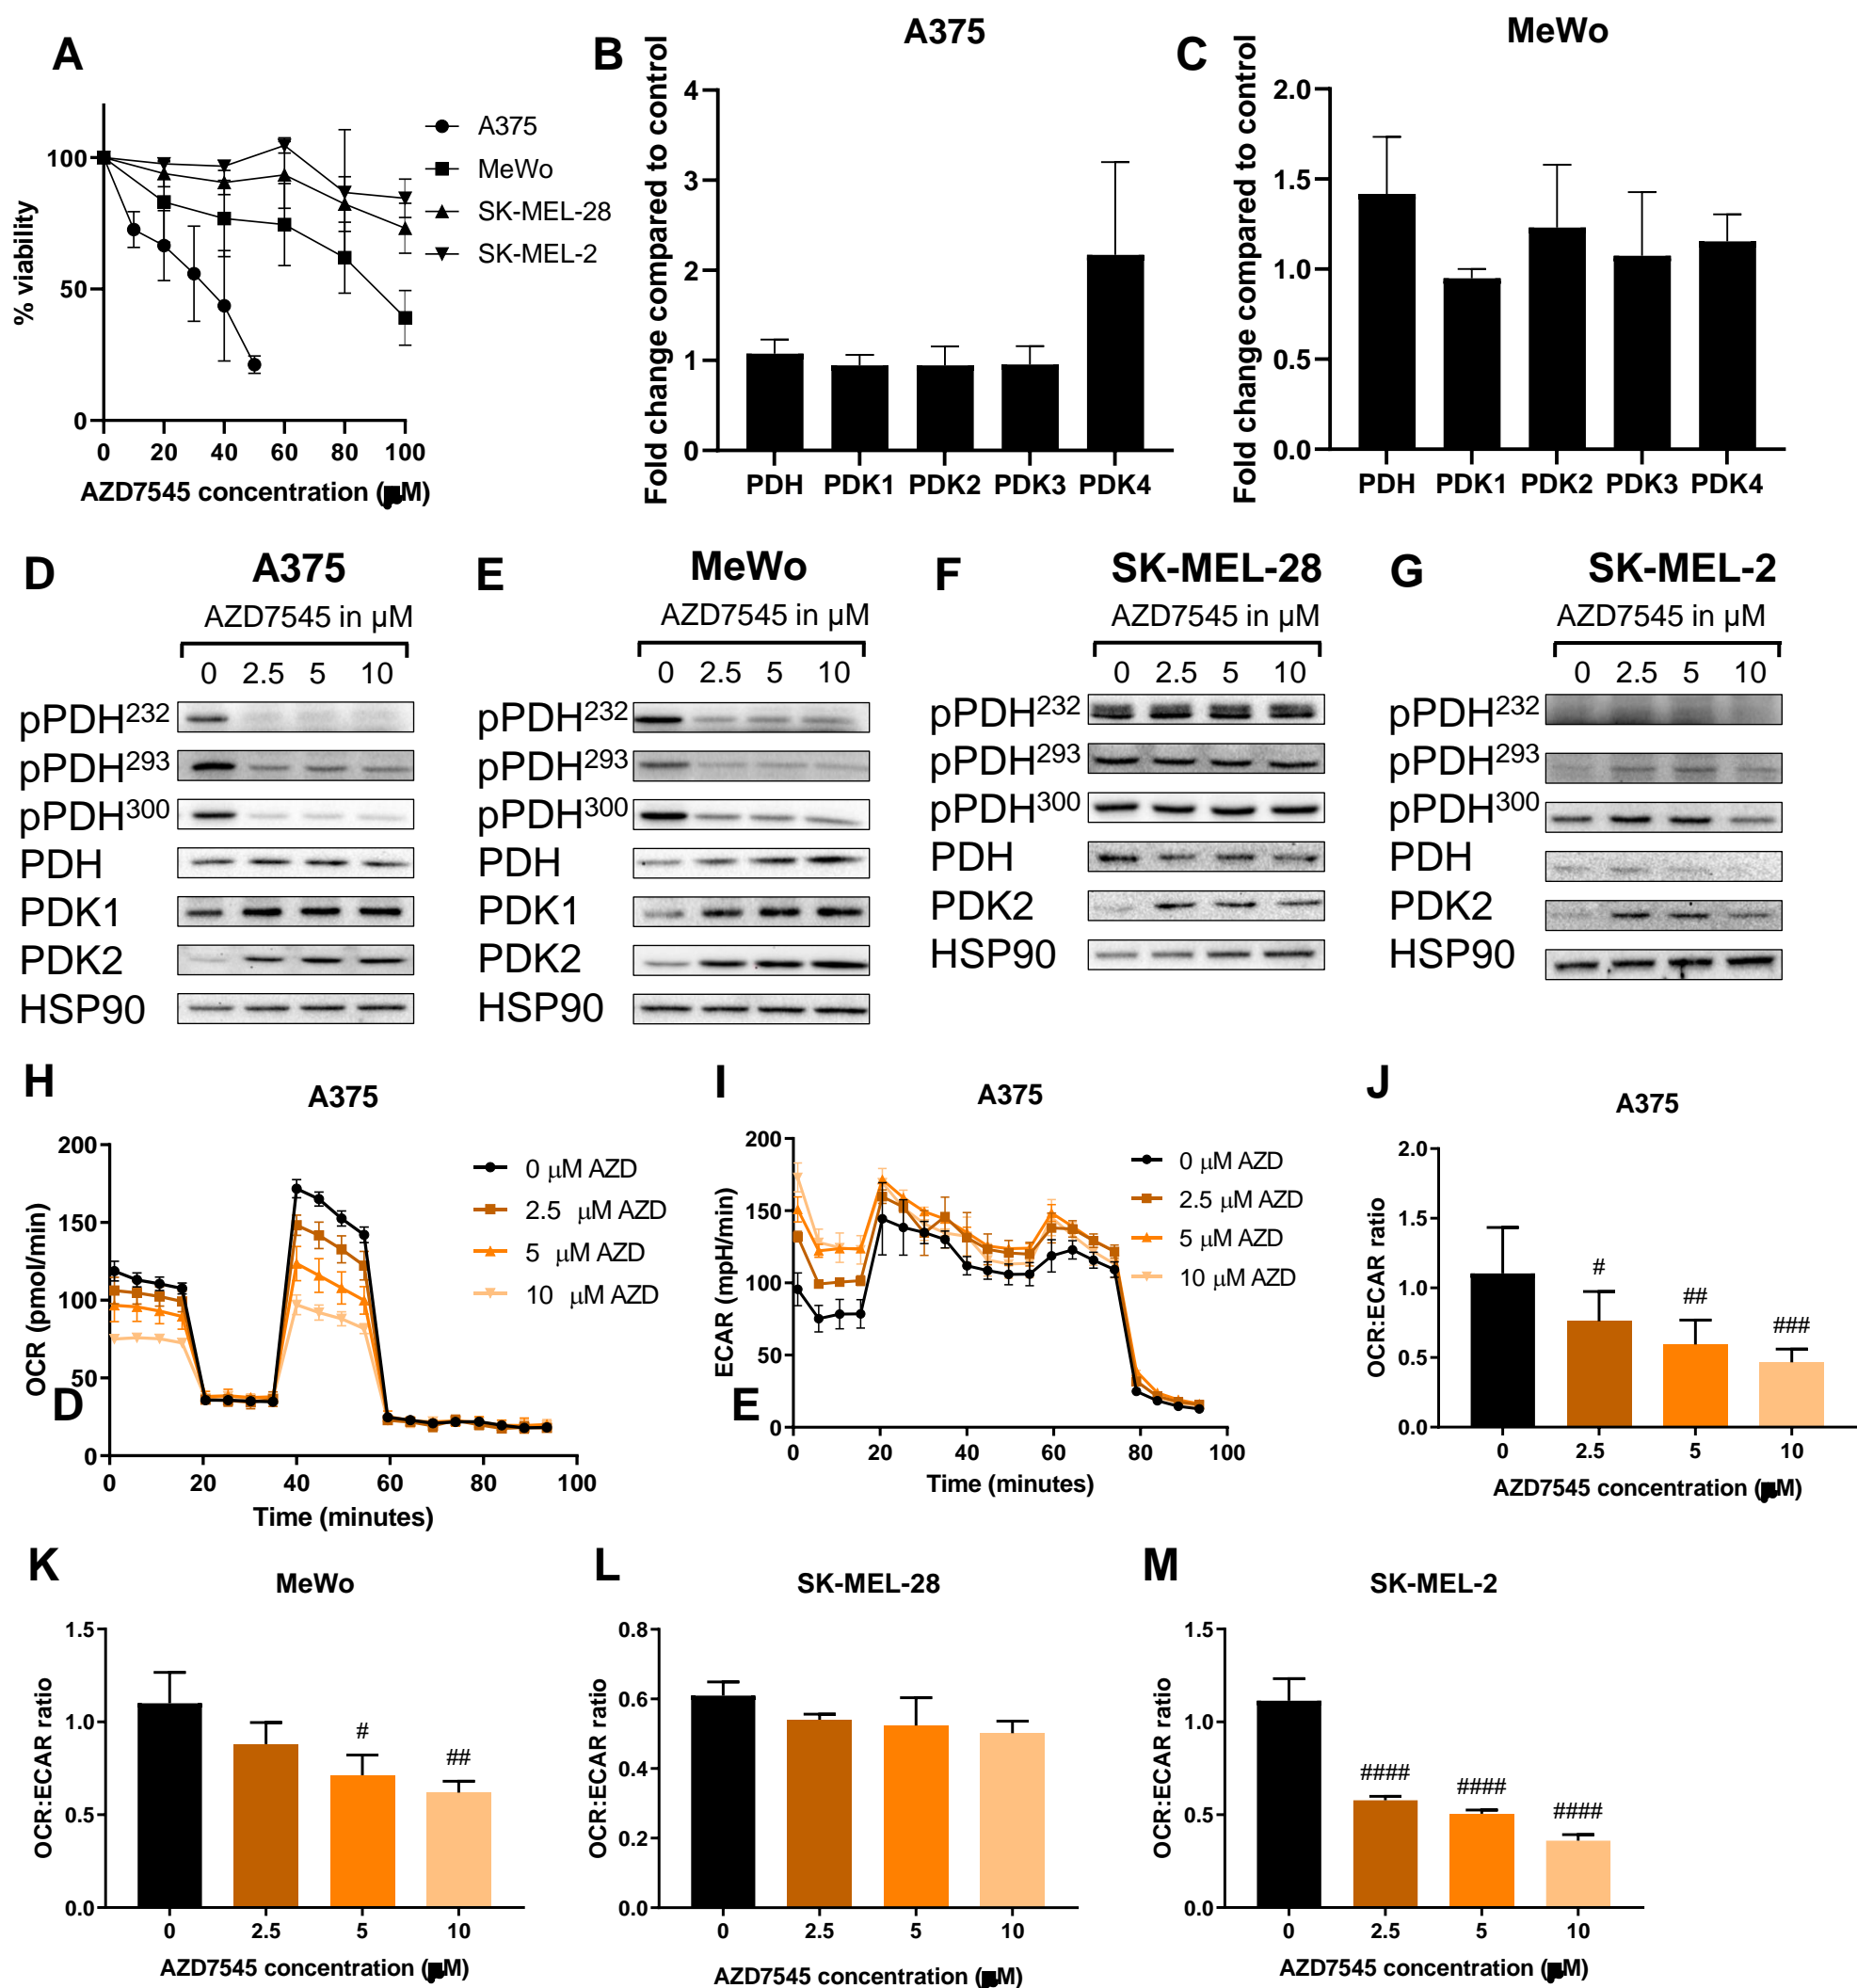 A
100
50
0
0 20 40 60 80 100
% viability
AZD7545 concentration (μM)
A375
MeWo
SK-MEL-28
SK-MEL-2
B
A375
Fold change compared to control
4
3
2
1
0
PDH PDK1 PDK2 PDK3 PDK4
C
MeWo
Fold change compared to control
2.0
1.5
1.0
0.5
0.0
PDH PDK1 PDK2 PDK3 PDK4
D
A375
AZD7545 in μM
0 2.5 5 10
pPDH232
pPDH293
pPDH300
PDH
PDK1
PDK2
HSP90
E
MeWo
AZD7545 in μM
0 2.5 5 10
pPDH232
pPDH293
pPDH300
PDH
PDK1
PDK2
HSP90
F
SK-MEL-28
AZD7545 in μM
0 2.5 5 10
pPDH232
pPDH293
pPDH300
PDH
PDK2
HSP90
G
SK-MEL-2
AZD7545 in μM
0 2.5 5 10
pPDH232
pPDH293
pPDH300
PDH
PDK2
HSP90
H
A375
OCR (pmol/min)
200
150
100
50
0
D
0 20 40 60 80 100
Time (minutes)
0 μM AZD
2.5 μM AZD
5 μM AZD
10 μM AZD
I
A375
ECAR (mpH/min)
200
150
100
50
0
E
0 20 40 60 80 100
Time (minutes)
0 μM AZD
2.5 μM AZD
5 μM AZD
10 μM AZD
J
A375
OCR:ECAR ratio
2.0
1.5
1.0
0.5
0.0
# ## ###
0 2.5 5 10
AZD7545 concentration (μM)
K
MeWo
OCR:ECAR ratio
1.5
1.0
0.5
0.0
# ##
0 2.5 5 10
AZD7545 concentration (μM)
L
SK-MEL-28
OCR:ECAR ratio
0.8
0.6
0.4
0.2
0.0
0 2.5 5 10
AZD7545 concentration (μM)
M
SK-MEL-2
OCR:ECAR ratio
1.5
1.0
0.5
0.0
#### #### ####
0 2.5 5 10
AZD7545 concentration (μM)